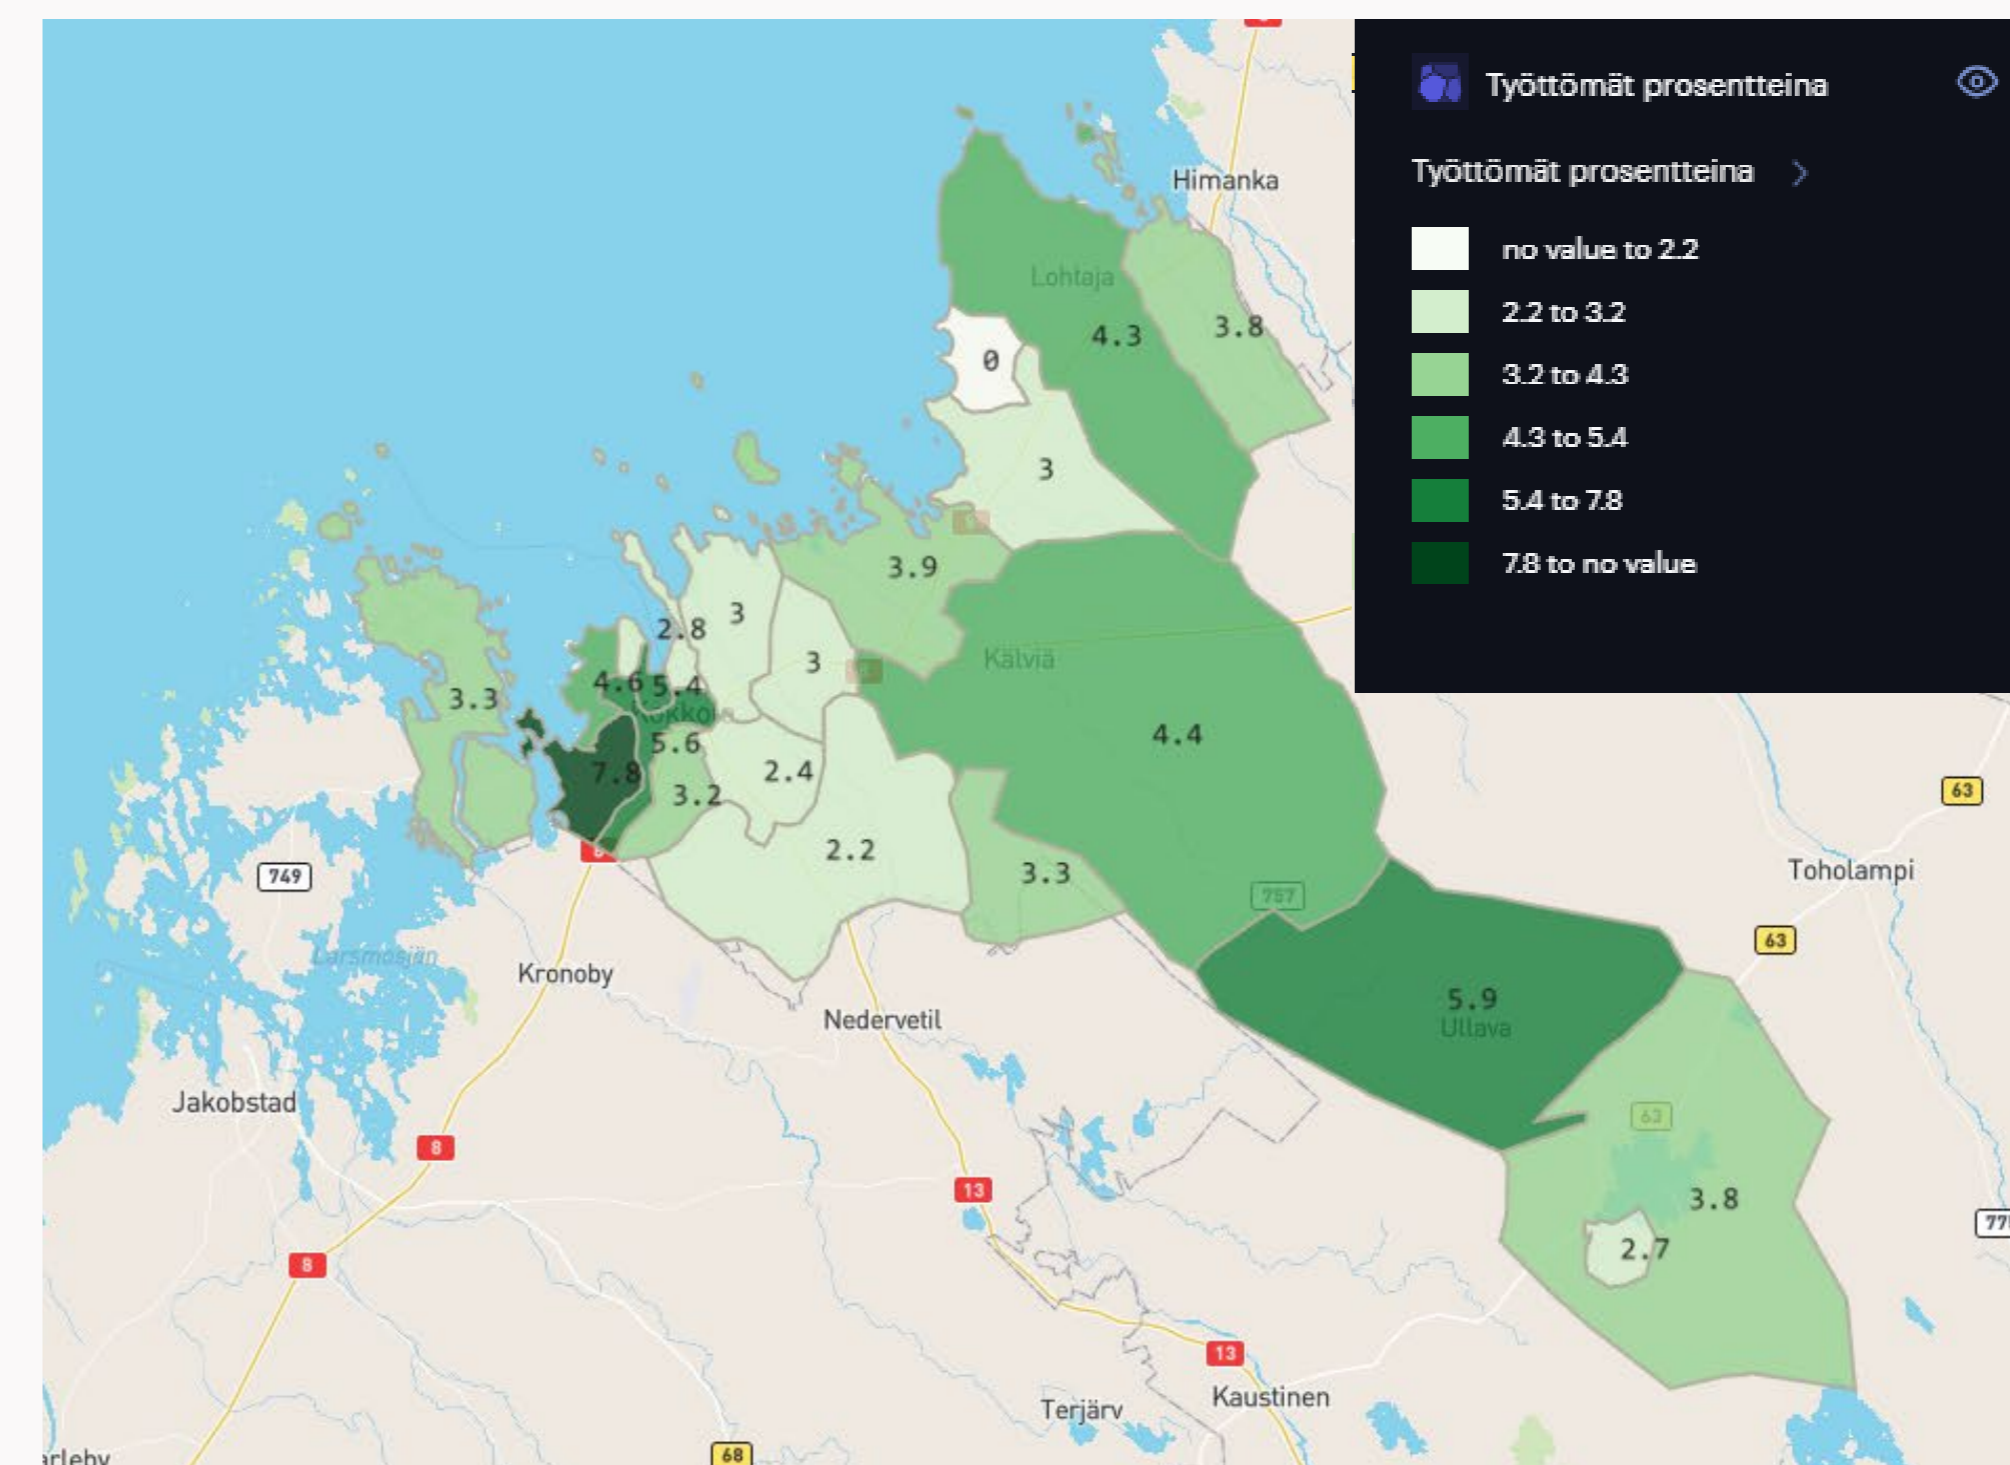 Työttömät prosentteina
Työttömät prosentteina
no value to 2.2
2.2 to 3.2
3.2 to 4.3
4.3 to 5.4
5.4 to 7.8
7.8 to no value
Himanka
Lohtaja
4.3
3.8
0
3
3.9
3
2.8
3
Kälviä
4.6
5.4
3.3
Kokkola
4.4
5.6
7.8
2.4
3.2
63
2.2
3.3
Toholampi
749
757
63
Larsmosjön
Kronoby
5.9
Nedervetil
Ullava
Jakobstad
63
8
13
3.8
2.7
8
13
Kaustinen
Terjärv
68